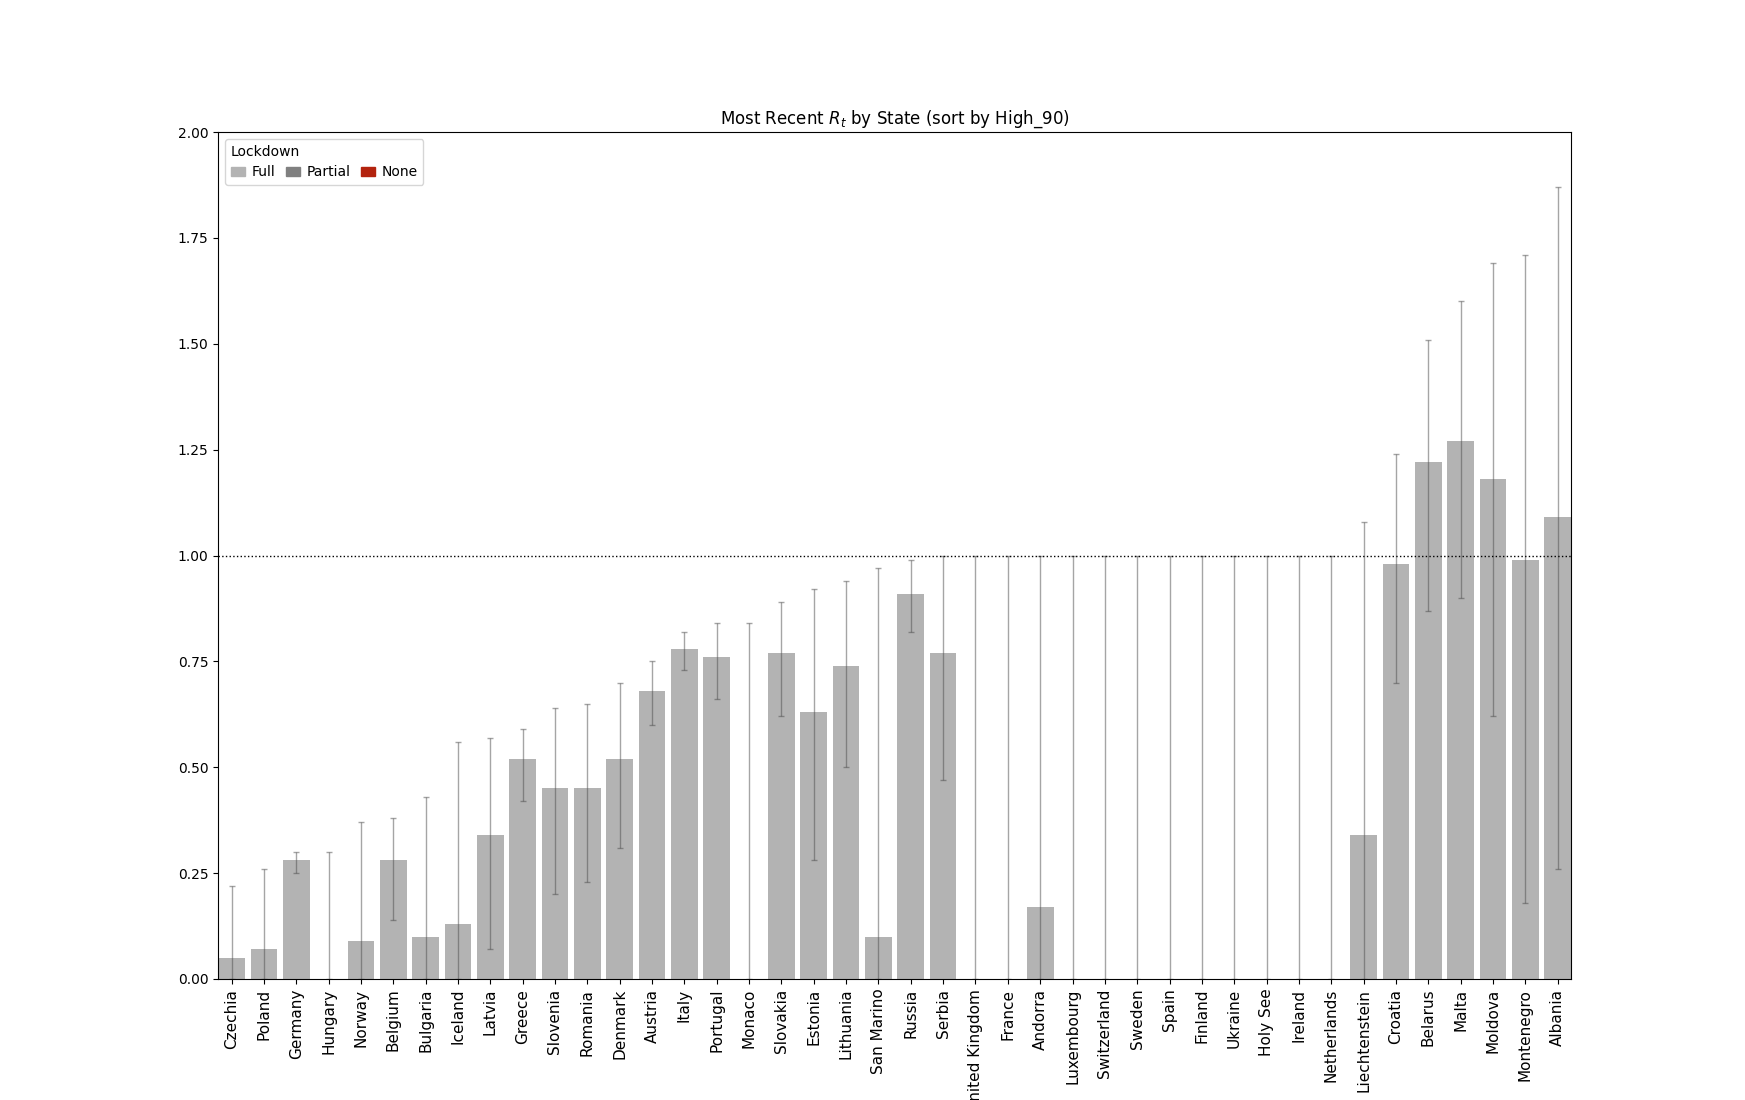 Most Recent R_t by State (sort by High_90)
Lockdown
Full Partial None
2.00
1.75
1.50
1.25
1.00
0.75
0.50
0.25
0.00
Czechia
Poland
Germany
Hungary
Norway
Belgium
Bulgaria
Iceland
Latvia
Greece
Slovenia
Romania
Denmark
Austria
Italy
Portugal
Monaco
Slovakia
Estonia
Lithuania
San Marino
Russia
Serbia
nited Kingdom
France
Andorra
Luxembourg
Switzerland
Sweden
Spain
Finland
Ukraine
Holy See
Ireland
Netherlands
Liechtenstein
Croatia
Belarus
Malta
Moldova
Montenegro
Albania